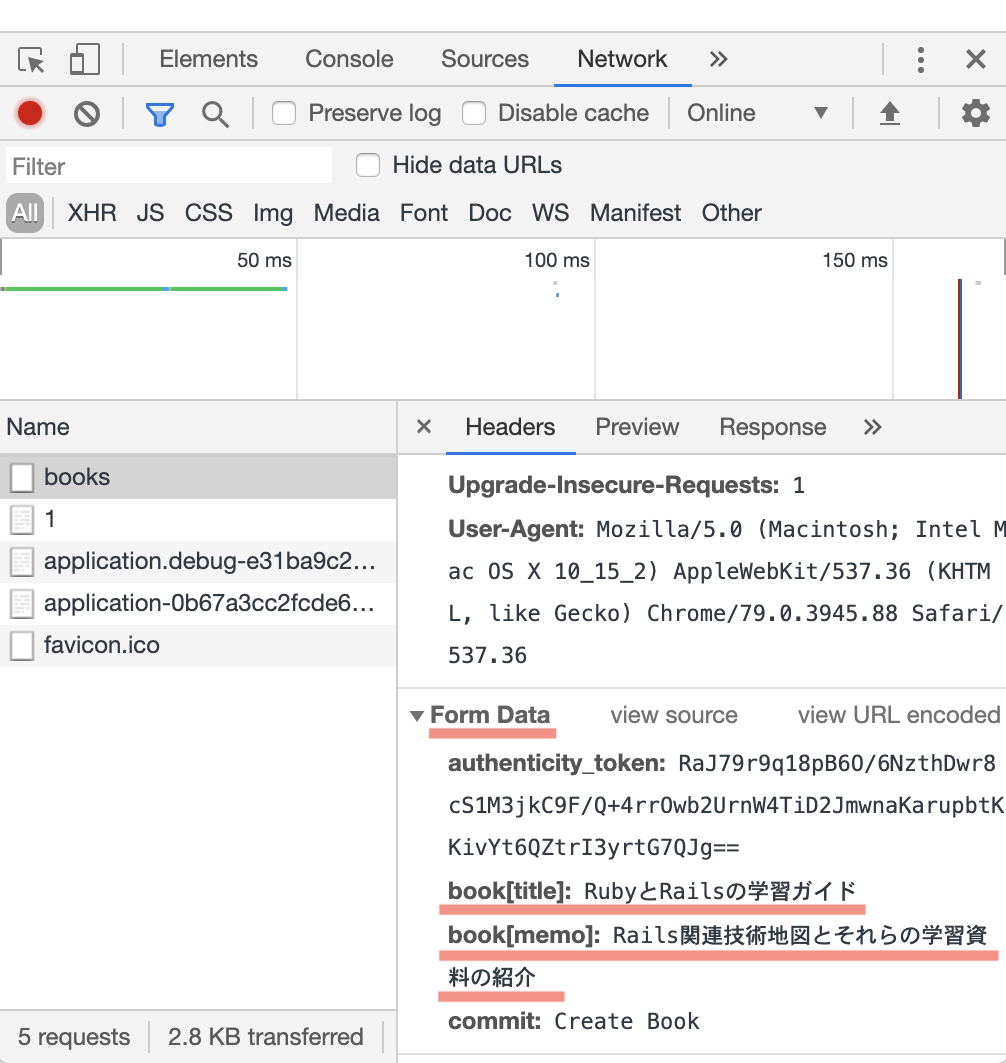 Elements Console Sources Network »
Preserve log Disable cache Online
Filter Hide data URLs
All XHR JS CSS Img Media Font Doc WS Manifest Other
50 ms 100 ms 150 ms
Name
books
1
application.debug-e31ba9c2...
application-0b67a3cc2fcde6...
favicon.ico
5 requests 2.8 KB transferred
× Headers Preview Response »
Upgrade-Insecure-Requests: 1
User-Agent: Mozilla/5.0 (Macintosh; Intel M
ac OS X 10_15_2) AppleWebKit/537.36 (KHTM
L, like Gecko) Chrome/79.0.3945.88 Safari/
537.36
Form Data view source view URL encoded
authenticity_token: RaJ79r9q18pB6O/6NzthDwr8
cS1M3jkC9F/Q+4rrOwb2UrnW4TiD2JmwnaKarupbtK
KivYt6QZtrI3yrtG7QJg==
book[title]: RubyとRailsの学習ガイド
book[memo]: Rails関連技術地図とそれらの学習資
料の紹介
commit: Create Book